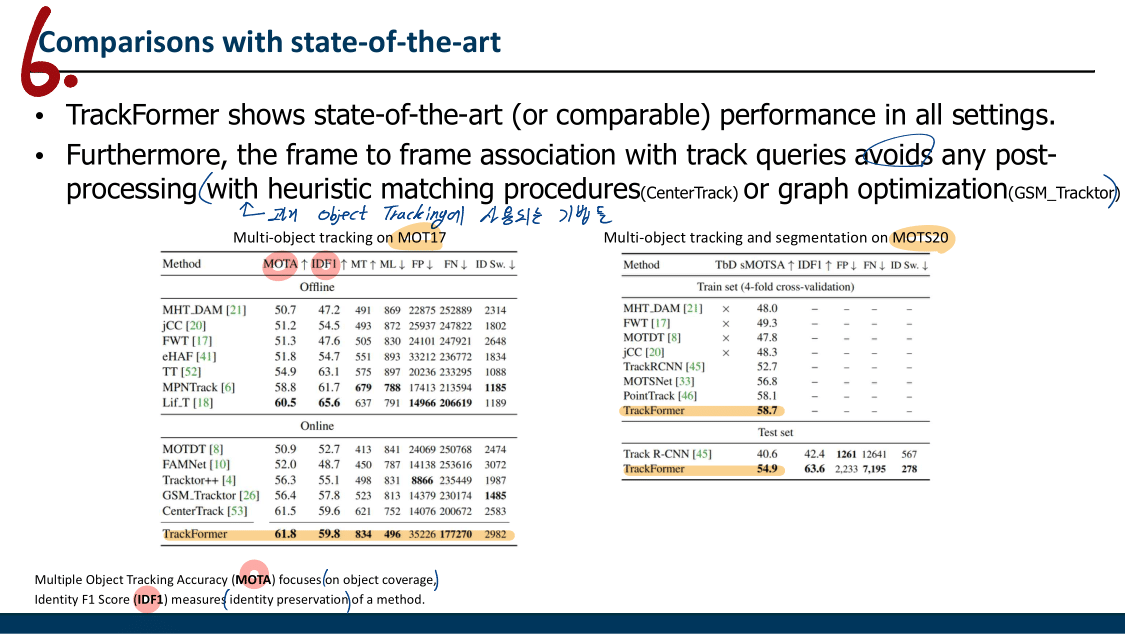 6.
Comparisons with state-of-the-art
• TrackFormer shows state-of-the-art (or comparable) performance in all settings.
• Furthermore, the frame to frame association with track queries avoids any post-
processing (with heuristic matching procedures(CenterTrack) or graph optimization(GSM_Tracktor))
object Tracking에 사용되는 기법들
Multi-object tracking on MOT17
Method MOTA ↑ IDF1 ↑ MT ↑ ML ↓ FP ↓ FN ↓ ID Sw. ↓
Offline
MHT_DAM [21] 50.7 47.2 491 869 22875 252889 2314
jCC [20] 51.2 54.5 493 872 25937 247822 1802
FWT [17] 51.3 47.6 505 830 24101 247921 2648
eHAF [41] 51.8 54.7 551 893 33212 236772 1834
TT [52] 54.9 63.1 575 897 20236 233295 1088
MPNTrack [6] 58.8 61.7 679 788 17413 213594 1185
Lif_T [18] 60.5 65.6 637 791 14966 206619 1189
Online
MOTDT [8] 50.9 52.7 413 841 24069 250768 2474
FAMNet [10] 52.0 48.7 450 787 14138 253616 3072
Tracktor++ [4] 56.3 55.1 498 831 8866 235449 1987
GSM_Tracktor [26] 56.4 57.8 523 813 14379 230174 1485
CenterTrack [53] 61.5 59.6 621 752 14076 200672 2583
TrackFormer 61.8 59.8 834 496 35226 177270 2982
Multi-object tracking and segmentation on MOTS20
Method TbD sMOTSA ↑ IDF1 ↑ FP ↓ FN ↓ ID Sw. ↓
Train set (4-fold cross-validation)
MHT_DAM [21] × 48.0 – – – –
FWT [17] × 49.3 – – – –
MOTDT [8] × 47.8 – – – –
jCC [20] × 48.3 – – – –
TrackRCNN [45] 52.7 – – – –
MOTSNet [33] 56.8 – – – –
PointTrack [46] 58.1 – – – –
TrackFormer 58.7 – – – –
Test set
Track R-CNN [45] 40.6 42.4 1261 12641 567
TrackFormer 54.9 63.6 2,233 7,195 278
Multiple Object Tracking Accuracy (MOTA) focuses (on object coverage,)
Identity F1 Score (IDF1) measures (identity preservation) of a method.